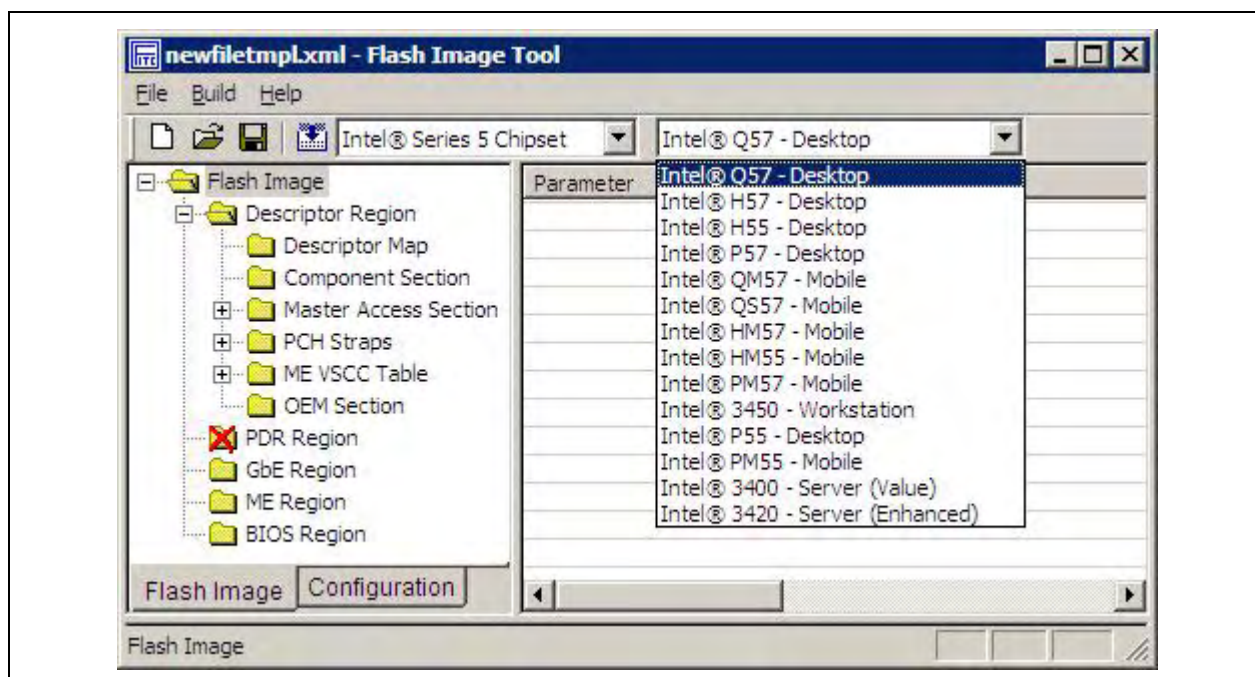 newfiletmpl.xml - Flash Image Tool
File Build Help
Intel® Series 5 Chipset
Intel® Q57 - Desktop
Flash Image
Descriptor Region
Descriptor Map
Component Section
Master Access Section
PCH Straps
ME VSCC Table
OEM Section
PDR Region
GbE Region
ME Region
BIOS Region
Flash Image
Configuration
Parameter
Intel® Q57 - Desktop
Intel® H57 - Desktop
Intel® H55 - Desktop
Intel® P57 - Desktop
Intel® QM57 - Mobile
Intel® QS57 - Mobile
Intel® HM57 - Mobile
Intel® HM55 - Mobile
Intel® PM57 - Mobile
Intel® 3450 - Workstation
Intel® P55 - Desktop
Intel® PM55 - Mobile
Intel® 3400 - Server (Value)
Intel® 3420 - Server (Enhanced)
Flash Image